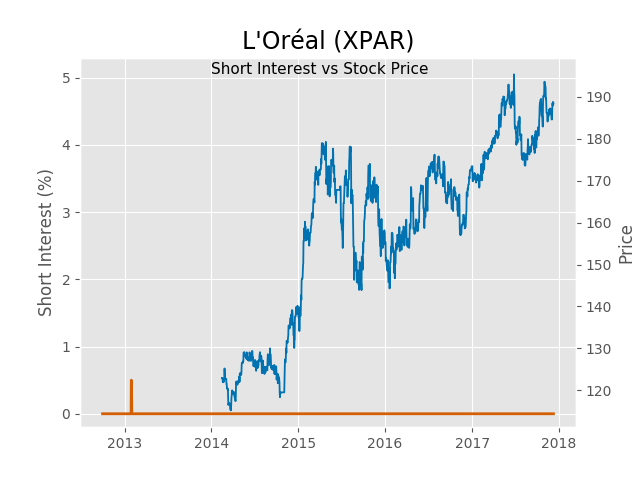 L'Oréal (XPAR)
Short Interest vs Stock Price
Short Interest (%)
5
4
3
2
1
0
190
180
170
160
150
140
130
120
Price
2013 2014 2015 2016 2017 2018